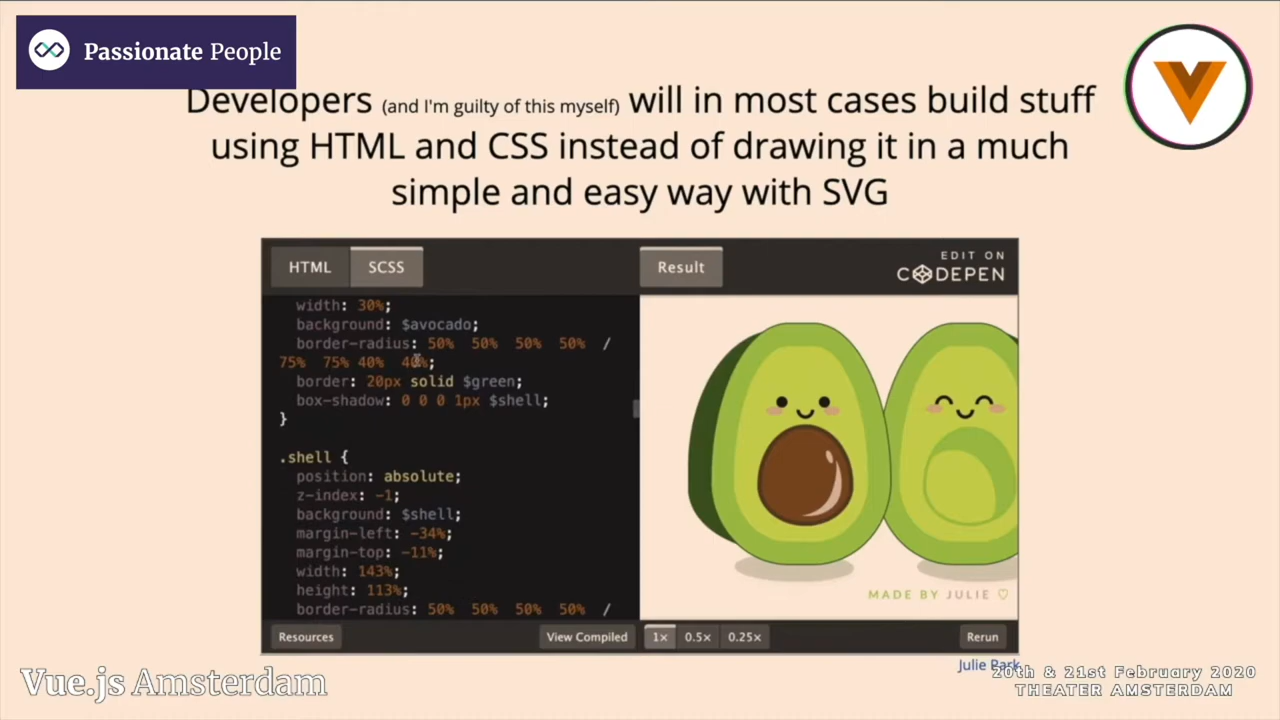 Passionate People
Developers (and I'm guilty of this myself) will in most cases build stuff
using HTML and CSS instead of drawing it in a much
simple and easy way with SVG
HTML
SCSS
Result
EDIT ON
CODEPEN
width: 30%;
background: $avocado;
border-radius: 50% 50% 50% 50% /
75% 75% 40% 40%;
border: 20px solid $green;
box-shadow: 0 0 0 1px $shell;
}
.shell {
position: absolute;
z-index: -1;
background: $shell;
margin-left: -34%;
margin-top: -11%;
width: 143%;
height: 113%;
border-radius: 50% 50% 50% 50% /
MADE BY JULIE ♡
Resources
View Compiled
1×
0.5×
0.25×
Rerun
Julie Park
Vue.js Amsterdam
20th & 21st February 2020
THEATER AMSTERDAM